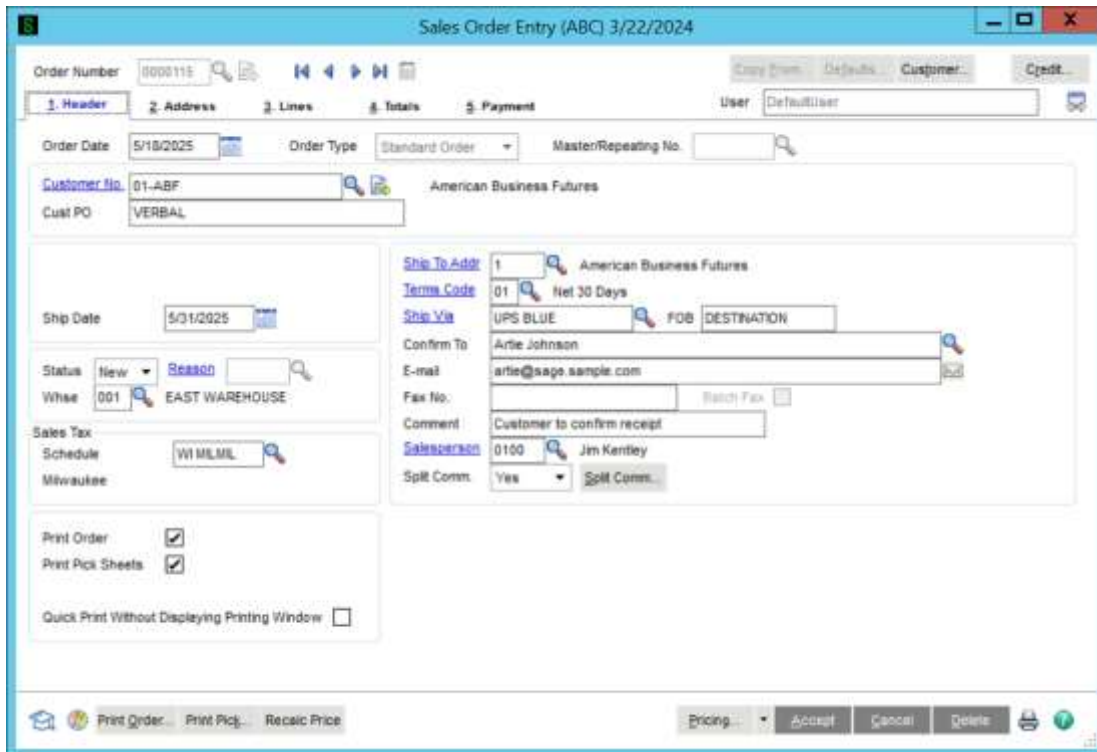 S
Sales Order Entry (ABC) 3/22/2024
Order Number 0000115 Copy From... Defaults... Customer... Credit...
1. Header 2. Address 3. Lines 4. Totals 5. Payment User DefaultUser
Order Date 5/18/2025 Order Type Standard Order Master/Repeating No.
Customer No. 01-ABF American Business Futures
Cust PO VERBAL
Ship To Addr 1 American Business Futures
Terms Code 01 Net 30 Days
Ship Date 5/31/2025 Ship Via UPS BLUE FOB DESTINATION
Confirm To Artie Johnson
Status New Reason E-mail artie@sage.sample.com
Whse 001 EAST WAREHOUSE Fax No. Batch Fax
Sales Tax Comment Customer to confirm receipt
Schedule WI MILMIL Salesperson 0100 Jim Kentley
Milwaukee Split Comm. Yes Split Comm...
Print Order
Print Pick Sheets
Quick Print Without Displaying Printing Window
Print Order... Print Pick... Recalc Price Pricing... Accept Cancel Delete